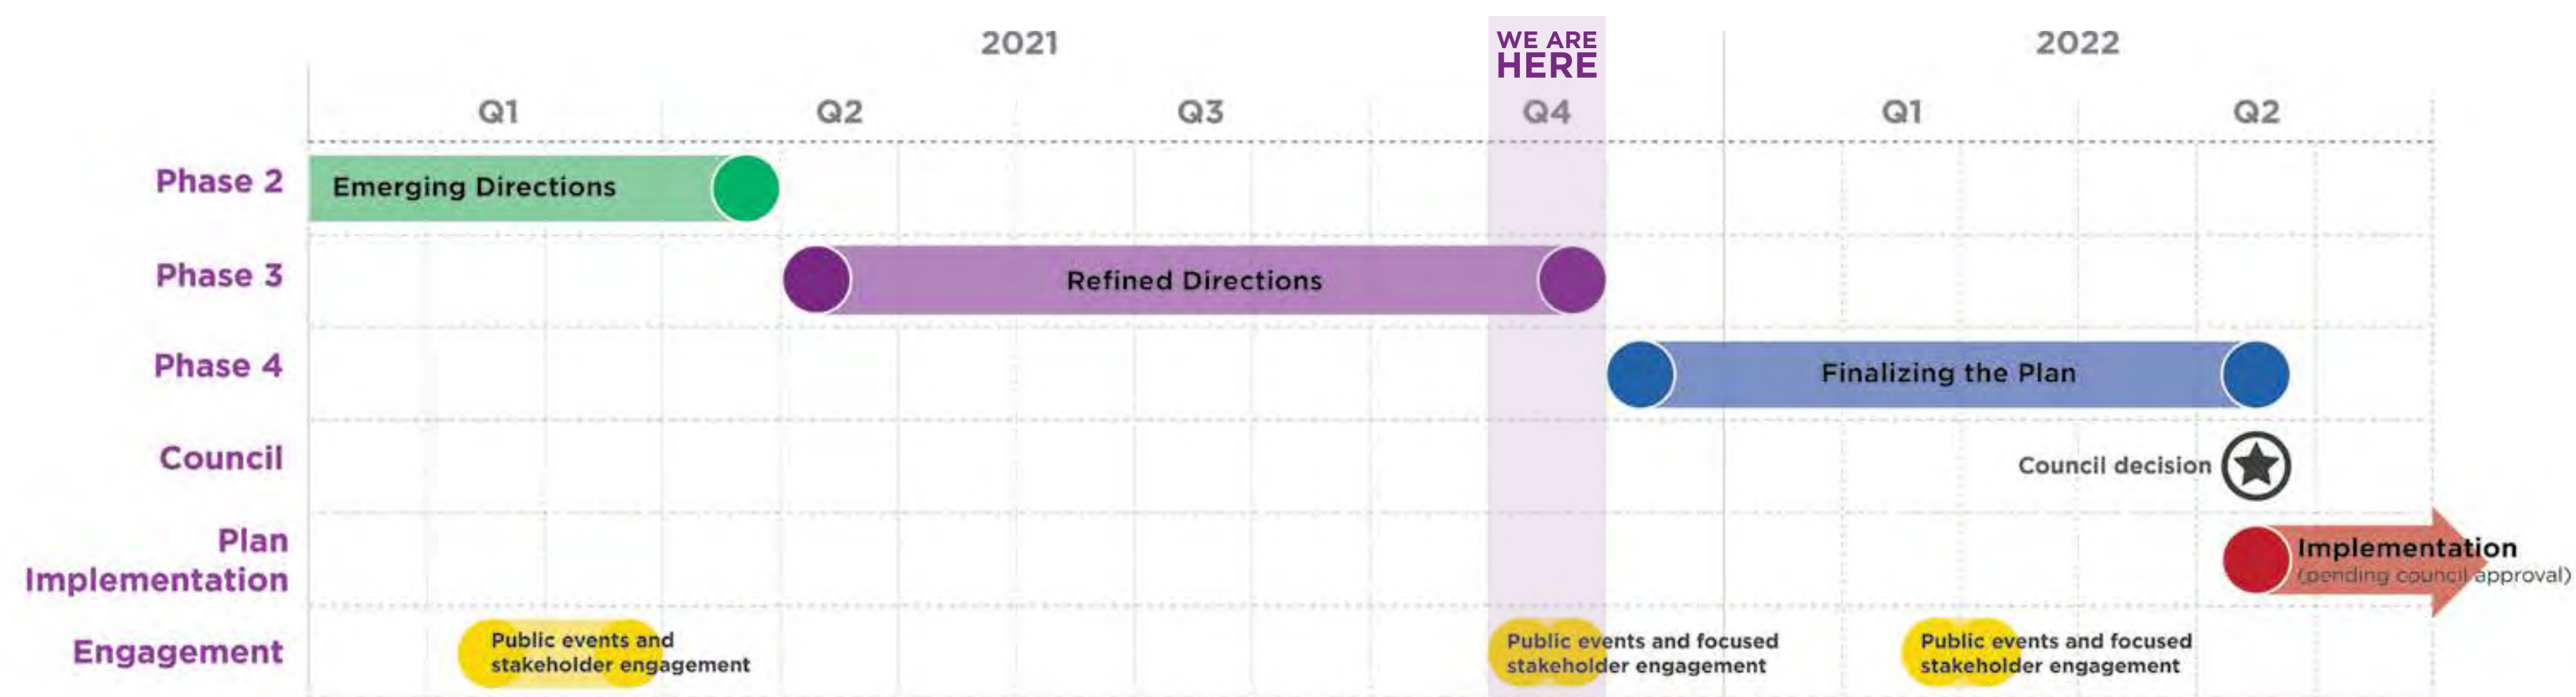 2021
WE ARE
HERE
2022
Q1
Q2
Q3
Q4
Q1
Q2
Phase 2
Emerging Directions
Phase 3
Refined Directions
Phase 4
Finalizing the Plan
Council
Council decision
Plan
Implementation
Implementation
(pending council approval)
Engagement
Public events and
stakeholder engagement
Public events and focused
stakeholder engagement
Public events and focused
stakeholder engagement